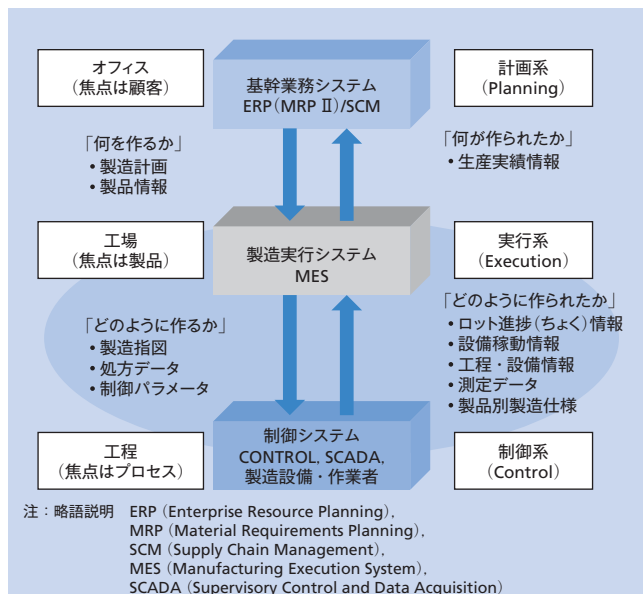 オフィス
(焦点は顧客)
基幹業務システム
ERP(MRP Ⅱ)/SCM
計画系
(Planning)
「何を作るか」
・製造計画
・製品情報
「何が作られたか」
・生産実績情報
工場
(焦点は製品)
製造実行システム
MES
実行系
(Execution)
「どのように作るか」
・製造指図
・処方データ
・制御パラメータ
「どのように作られたか」
・ロット進捗(ちょく)情報
・設備稼動情報
・工程・設備情報
・測定データ
・製品別製造仕様
工程
(焦点はプロセス)
制御システム
CONTROL, SCADA,
製造設備・作業者
制御系
(Control)
注:略語説明 ERP(Enterprise Resource Planning),
MRP(Material Requirements Planning),
SCM(Supply Chain Management),
MES(Manufacturing Execution System),
SCADA(Supervisory Control and Data Acquisition)